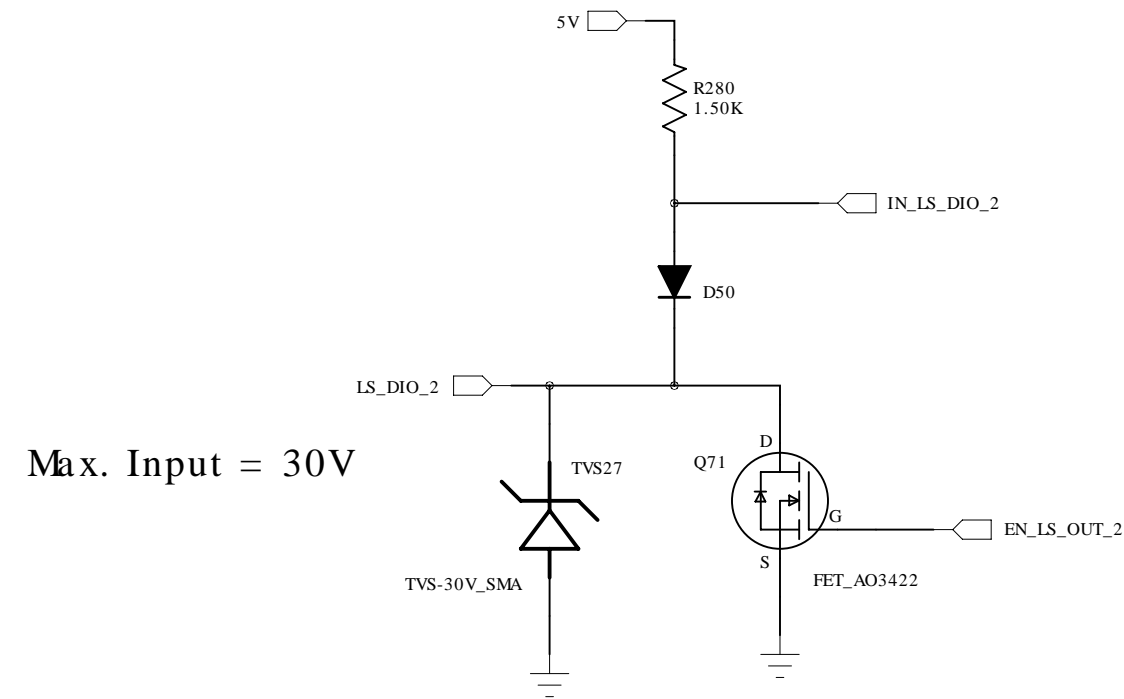 5V
R280
1.50K
IN_LS_DIO_2
D50
LS_DIO_2
Max. Input = 30V
TVS27
D
Q71
G
EN_LS_OUT_2
S
TVS-30V_SMA
FET_AO3422